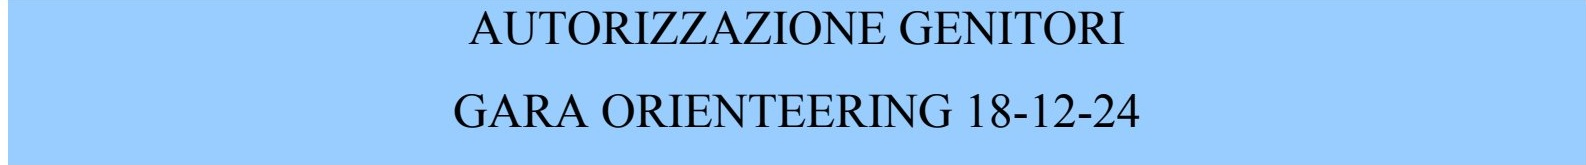 AUTORIZZAZIONE GENITORI
GARA ORIENTEERING 18-12-24